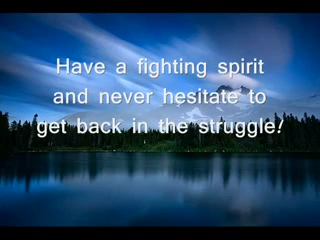 Have a fighting spirit
and never hesitate to
get back in the struggle!